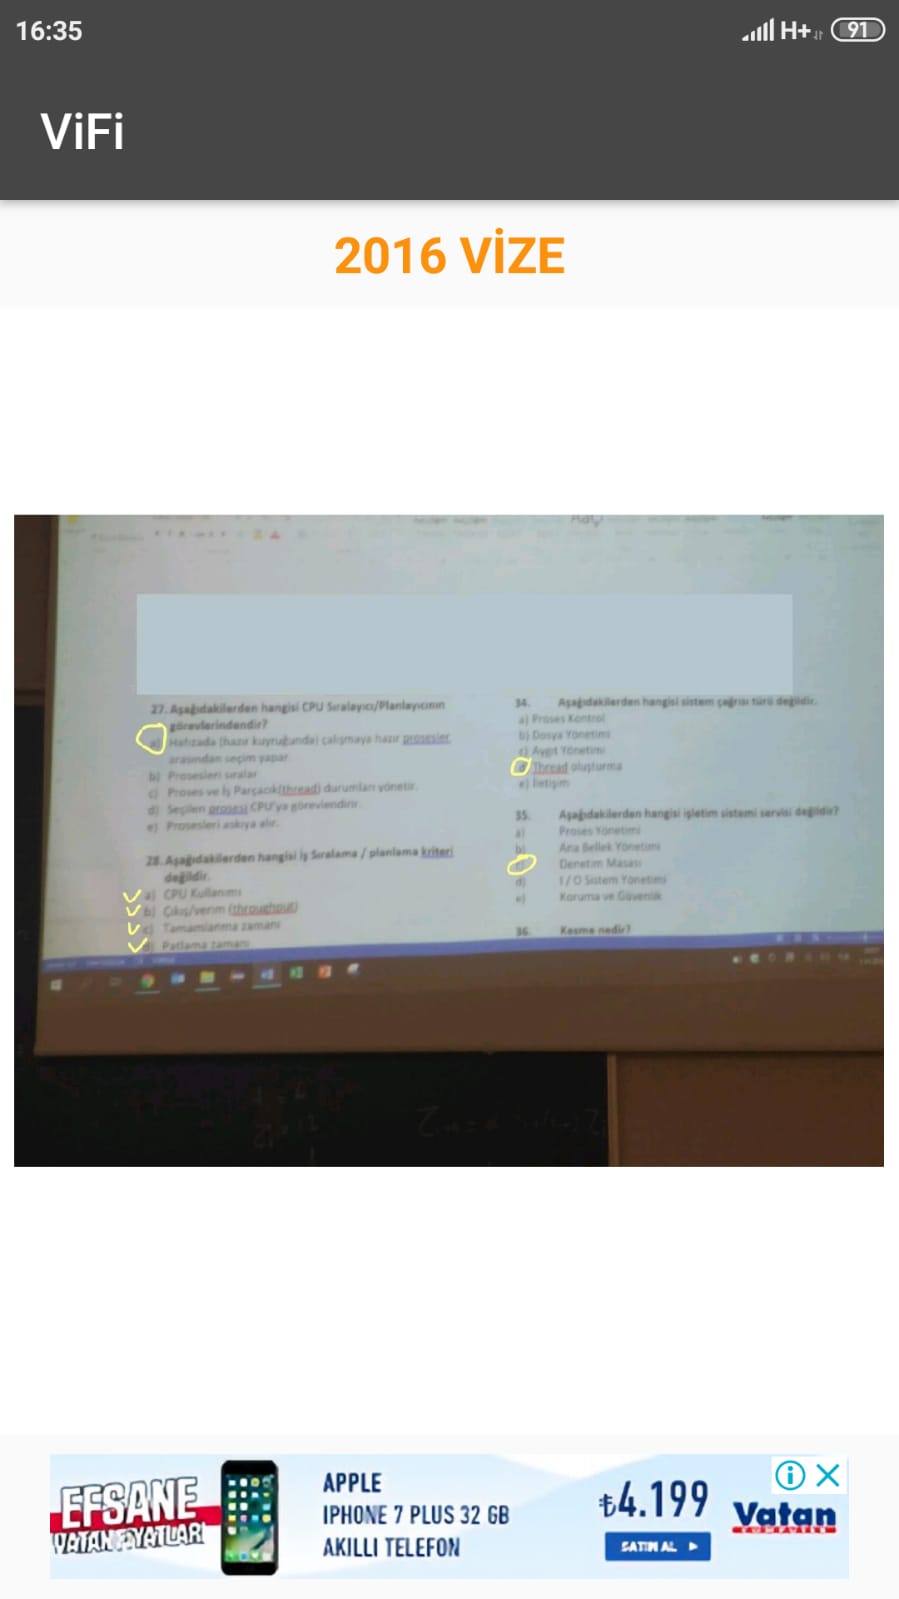 16:35
H+
91
ViFi
2016 VİZE
27. Aşağıdakilerden hangisi CPU Sıralayıcı/Planlayıcının
görevlerindendir?
a) Hafızada (hazır kuyruğunda) çalışmaya hazır prosesler
arasından seçim yapar.
b) Prosesleri sıralar
c) Proses ve İş Parçacık(thread) durumları yönetir.
d) Seçilen prosesi CPU'ya görevlendirir.
e) Prosesleri askıya alır.
28. Aşağıdakilerden hangisi İş Sıralama / planlama kriteri
değildir.
a) CPU Kullanımı
b) Çıkış/verim (throughput)
c) Tamamlanma zamanı
Patlama zamanı
34. Aşağıdakilerden hangisi sistem çağrısı türü değildir.
a) Proses Kontrol
b) Dosya Yönetimi
c) Aygıt Yönetimi
Thread oluşturma
e) İletişim
35. Aşağıdakilerden hangisi işletim sistemi servisi değildir?
a) Proses Yönetimi
b) Ana Bellek Yönetimi
Denetim Masası
d) I / O Sistem Yönetimi
e) Koruma ve Güvenlik
36. Kesme nedir?
EFSANE
VATAN FİYATLARI
APPLE
IPHONE 7 PLUS 32 GB
AKILLI TELEFON
₺4.199
SATIN AL
Vatan
COMPUTER